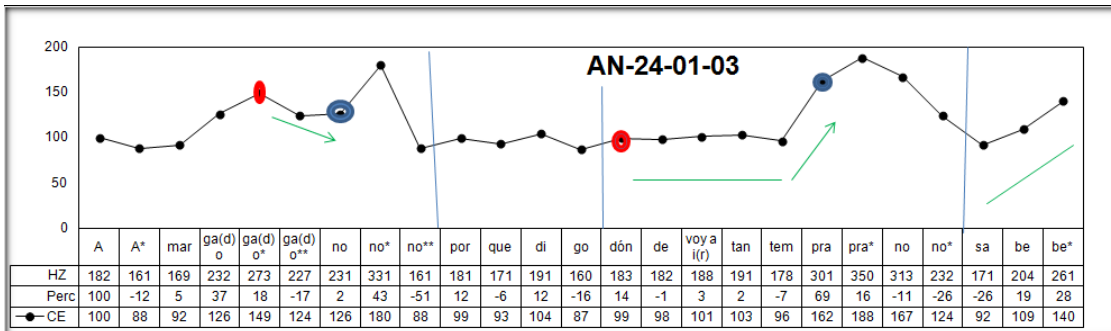 AN-24-01-03
200
150
100
50
0
A A* mar ga(d)o ga(d)o* ga(d)o** no no* no** por que di go dón de voy a i(r) tan tem pra pra* no no* sa be be*
HZ 182 161 169 232 273 227 231 331 161 181 171 191 160 183 182 188 191 178 301 350 313 232 171 204 261
Perc 100 -12 5 37 18 -17 2 43 -51 12 -6 12 -16 14 -1 3 2 -7 69 16 -11 -26 -26 19 28
CE 100 88 92 126 149 124 126 180 88 99 93 104 87 99 98 101 103 96 162 188 167 124 92 109 140